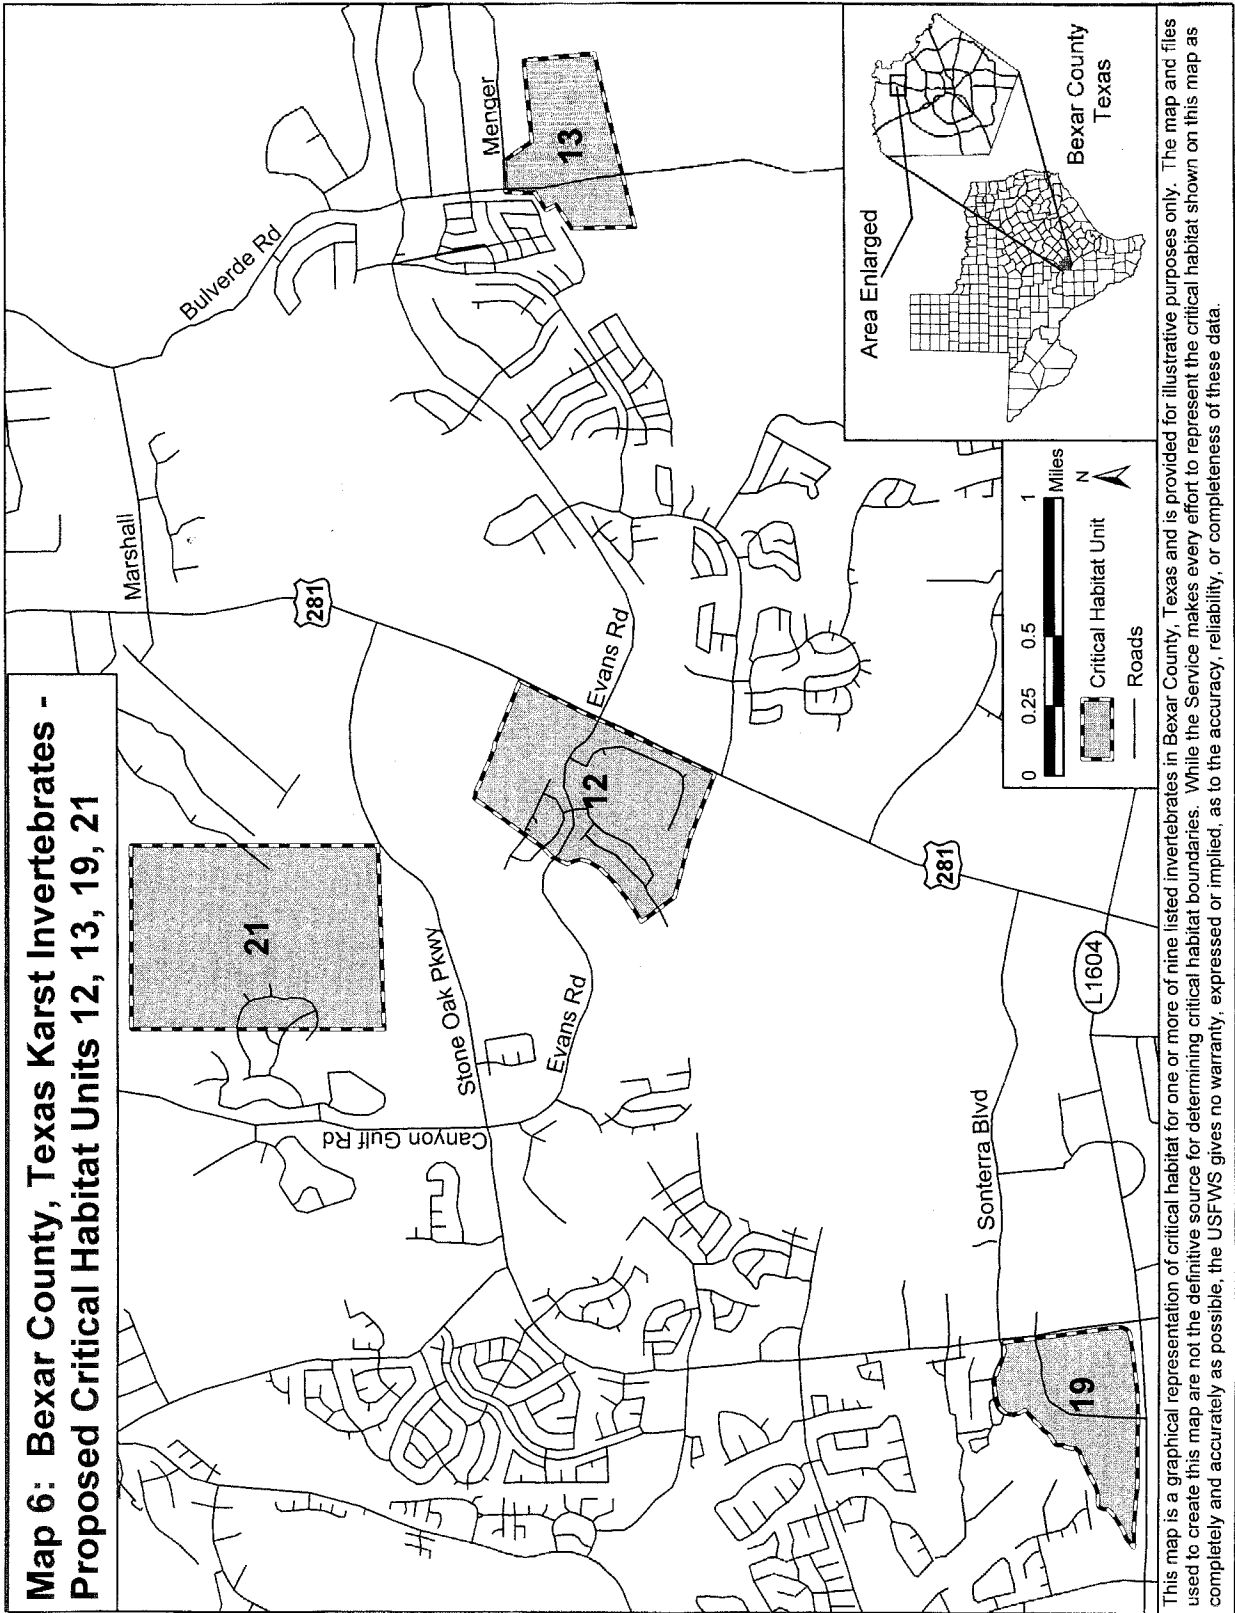 Map 6: Bexar County, Texas Karst Invertebrates -
Proposed Critical Habitat Units 12, 13, 19, 21
Bulverde Rd
Menger
13
Marshall
281
21
Stone Oak Pkwy
Evans Rd
12
Evans Rd
Canyon Gulf Rd
281
Sonterra Blvd
L1604
19
Area Enlarged
Bexar County
Texas
0 0.25 0.5 1
Miles
N
Critical Habitat Unit
Roads
This map is a graphical representation of critical habitat for one or more of nine listed invertebrates in Bexar County, Texas and is provided for illustrative purposes only. The map and files
used to create this map are not the definitive source for determining critical habitat boundaries. While the Service makes every effort to represent the critical habitat shown on this map as
completely and accurately as possible, the USFWS gives no warranty, expressed or implied, as to the accuracy, reliability, or completeness of these data.